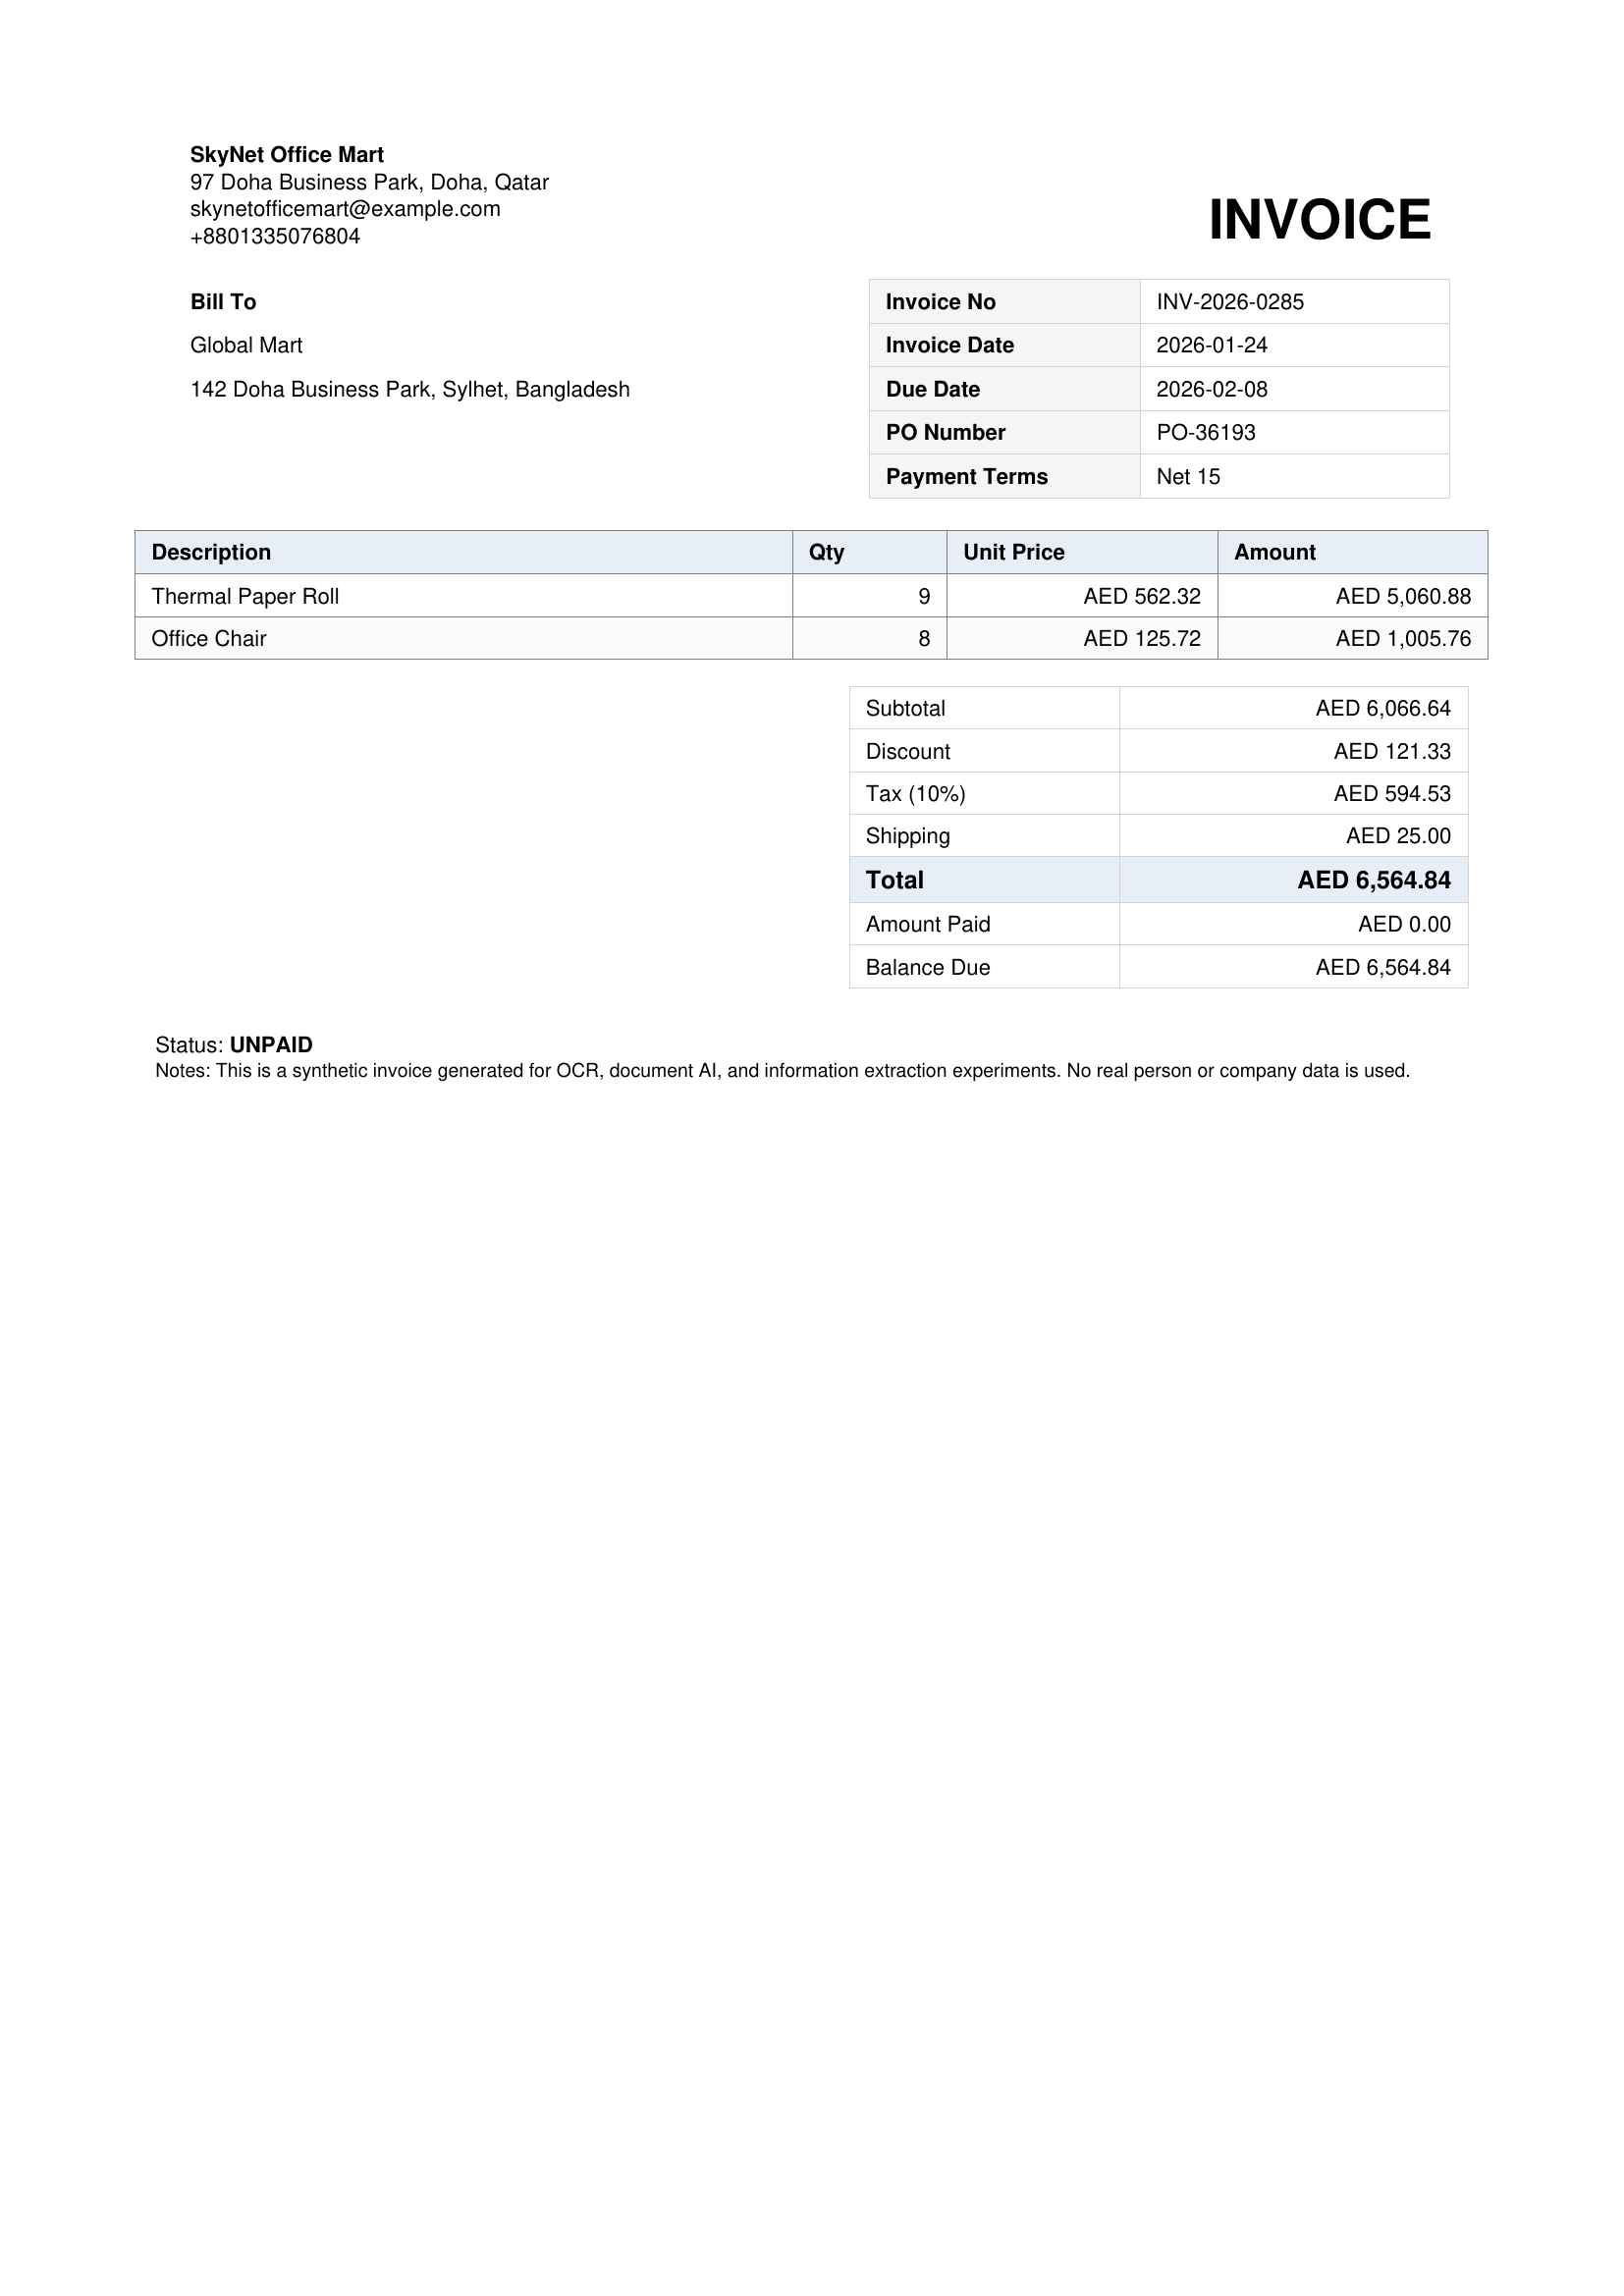 SkyNet Office Mart
97 Doha Business Park, Doha, Qatar
skynetofficemart@example.com
+8801335076804
INVOICE
Bill To
Global Mart
142 Doha Business Park, Sylhet, Bangladesh
Invoice No INV-2026-0285
Invoice Date 2026-01-24
Due Date 2026-02-08
PO Number PO-36193
Payment Terms Net 15
Description Qty Unit Price Amount
Thermal Paper Roll 9 AED 562.32 AED 5,060.88
Office Chair 8 AED 125.72 AED 1,005.76
Subtotal AED 6,066.64
Discount AED 121.33
Tax (10%) AED 594.53
Shipping AED 25.00
Total AED 6,564.84
Amount Paid AED 0.00
Balance Due AED 6,564.84
Status: UNPAID
Notes: This is a synthetic invoice generated for OCR, document AI, and information extraction experiments. No real person or company data is used.